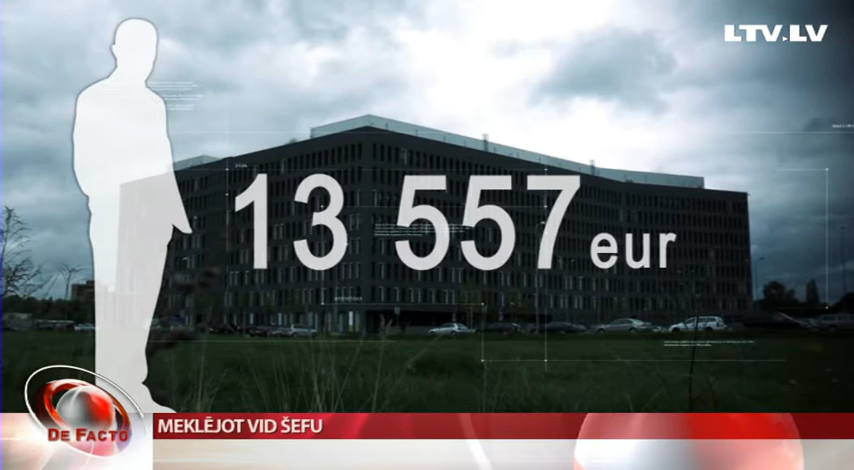 LTV.LV
13 557 eur
MEKLĒJOT VID ŠEFU
DE FACTO